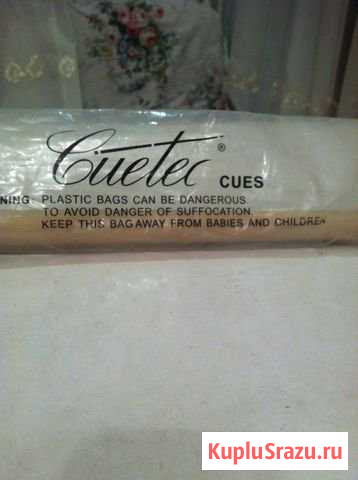 Cuetec® CUES
NING: PLASTIC BAGS CAN BE DANGEROUS
TO AVOID DANGER OF SUFFOCATION
KEEP THIS BAG AWAY FROM BABIES AND CHILDREN
KupluSrazu.ru